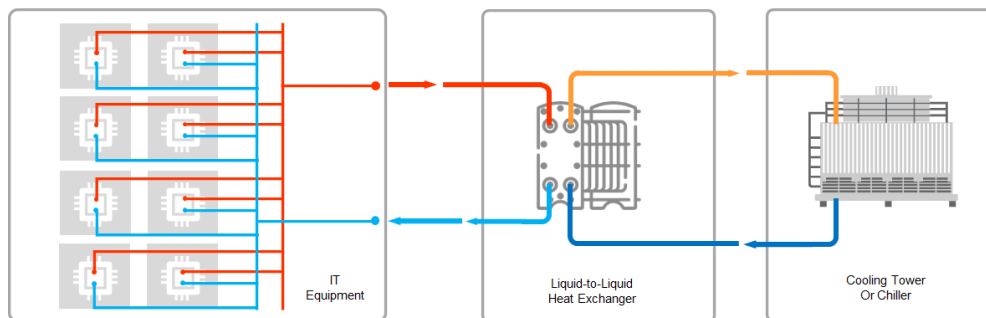 IT
Equipment
Liquid-to-Liquid
Heat Exchanger
Cooling Tower
Or Chiller